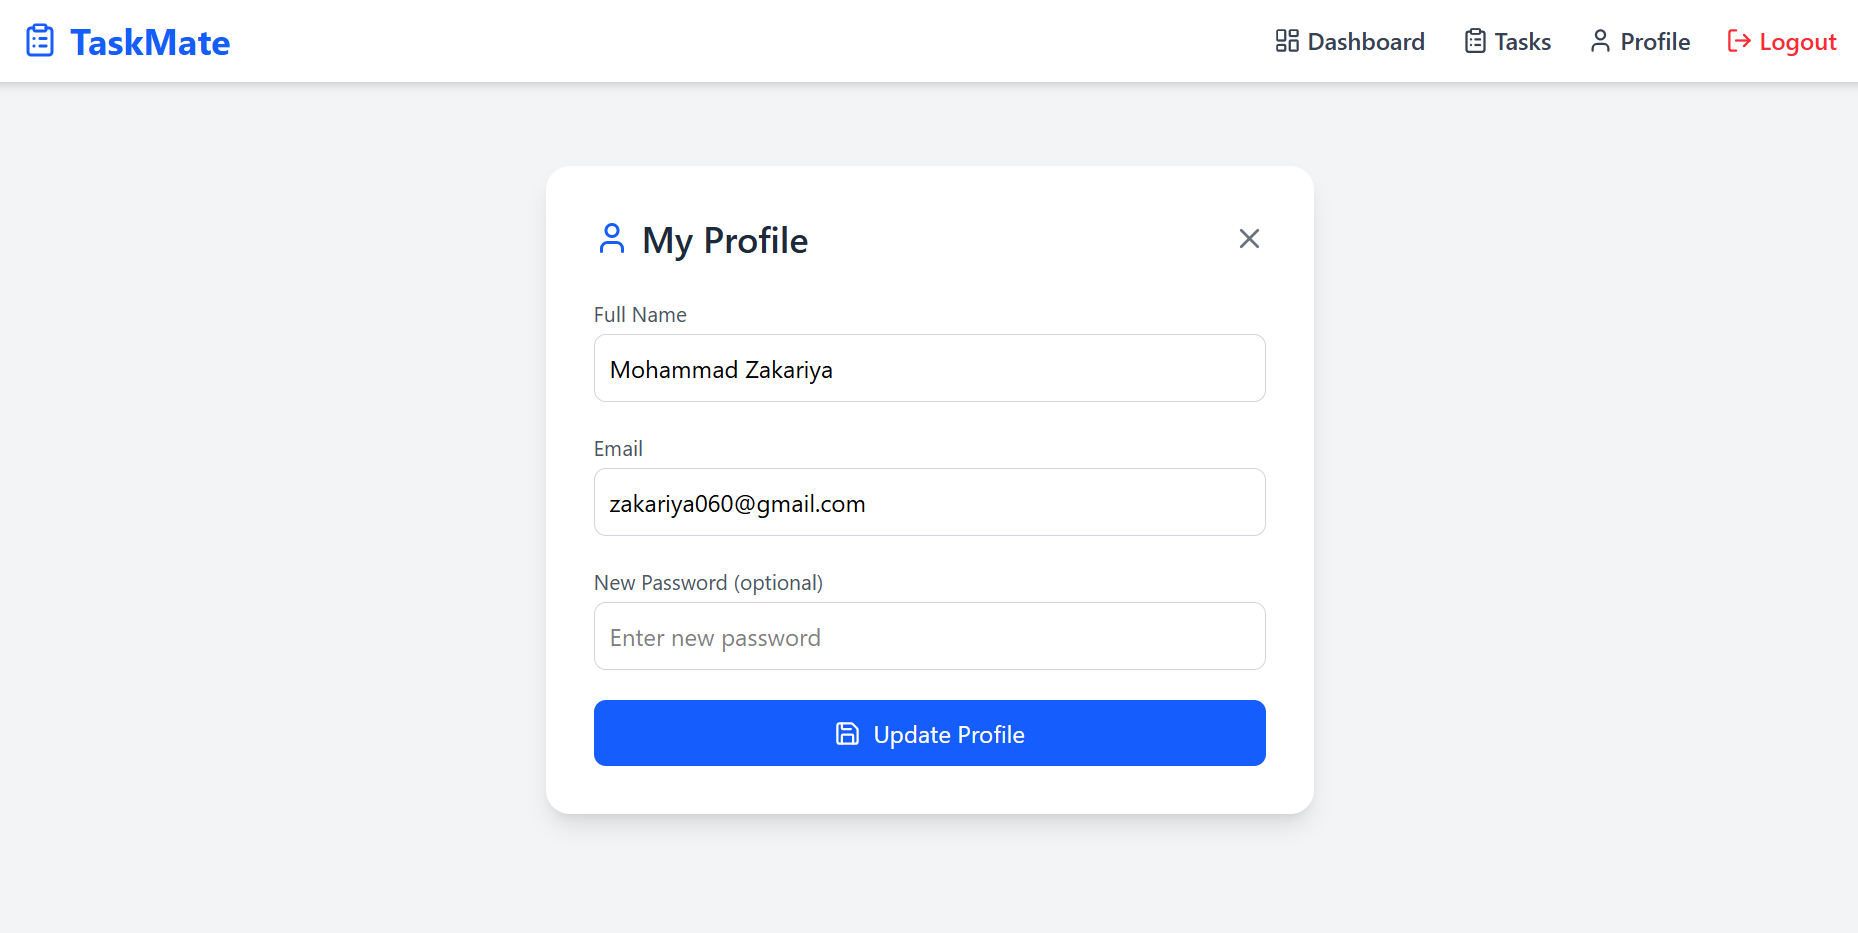 TaskMate
Dashboard
Tasks
Profile
Logout
My Profile
Full Name
Mohammad Zakariya
Email
zakariya060@gmail.com
New Password (optional)
Enter new password
Update Profile